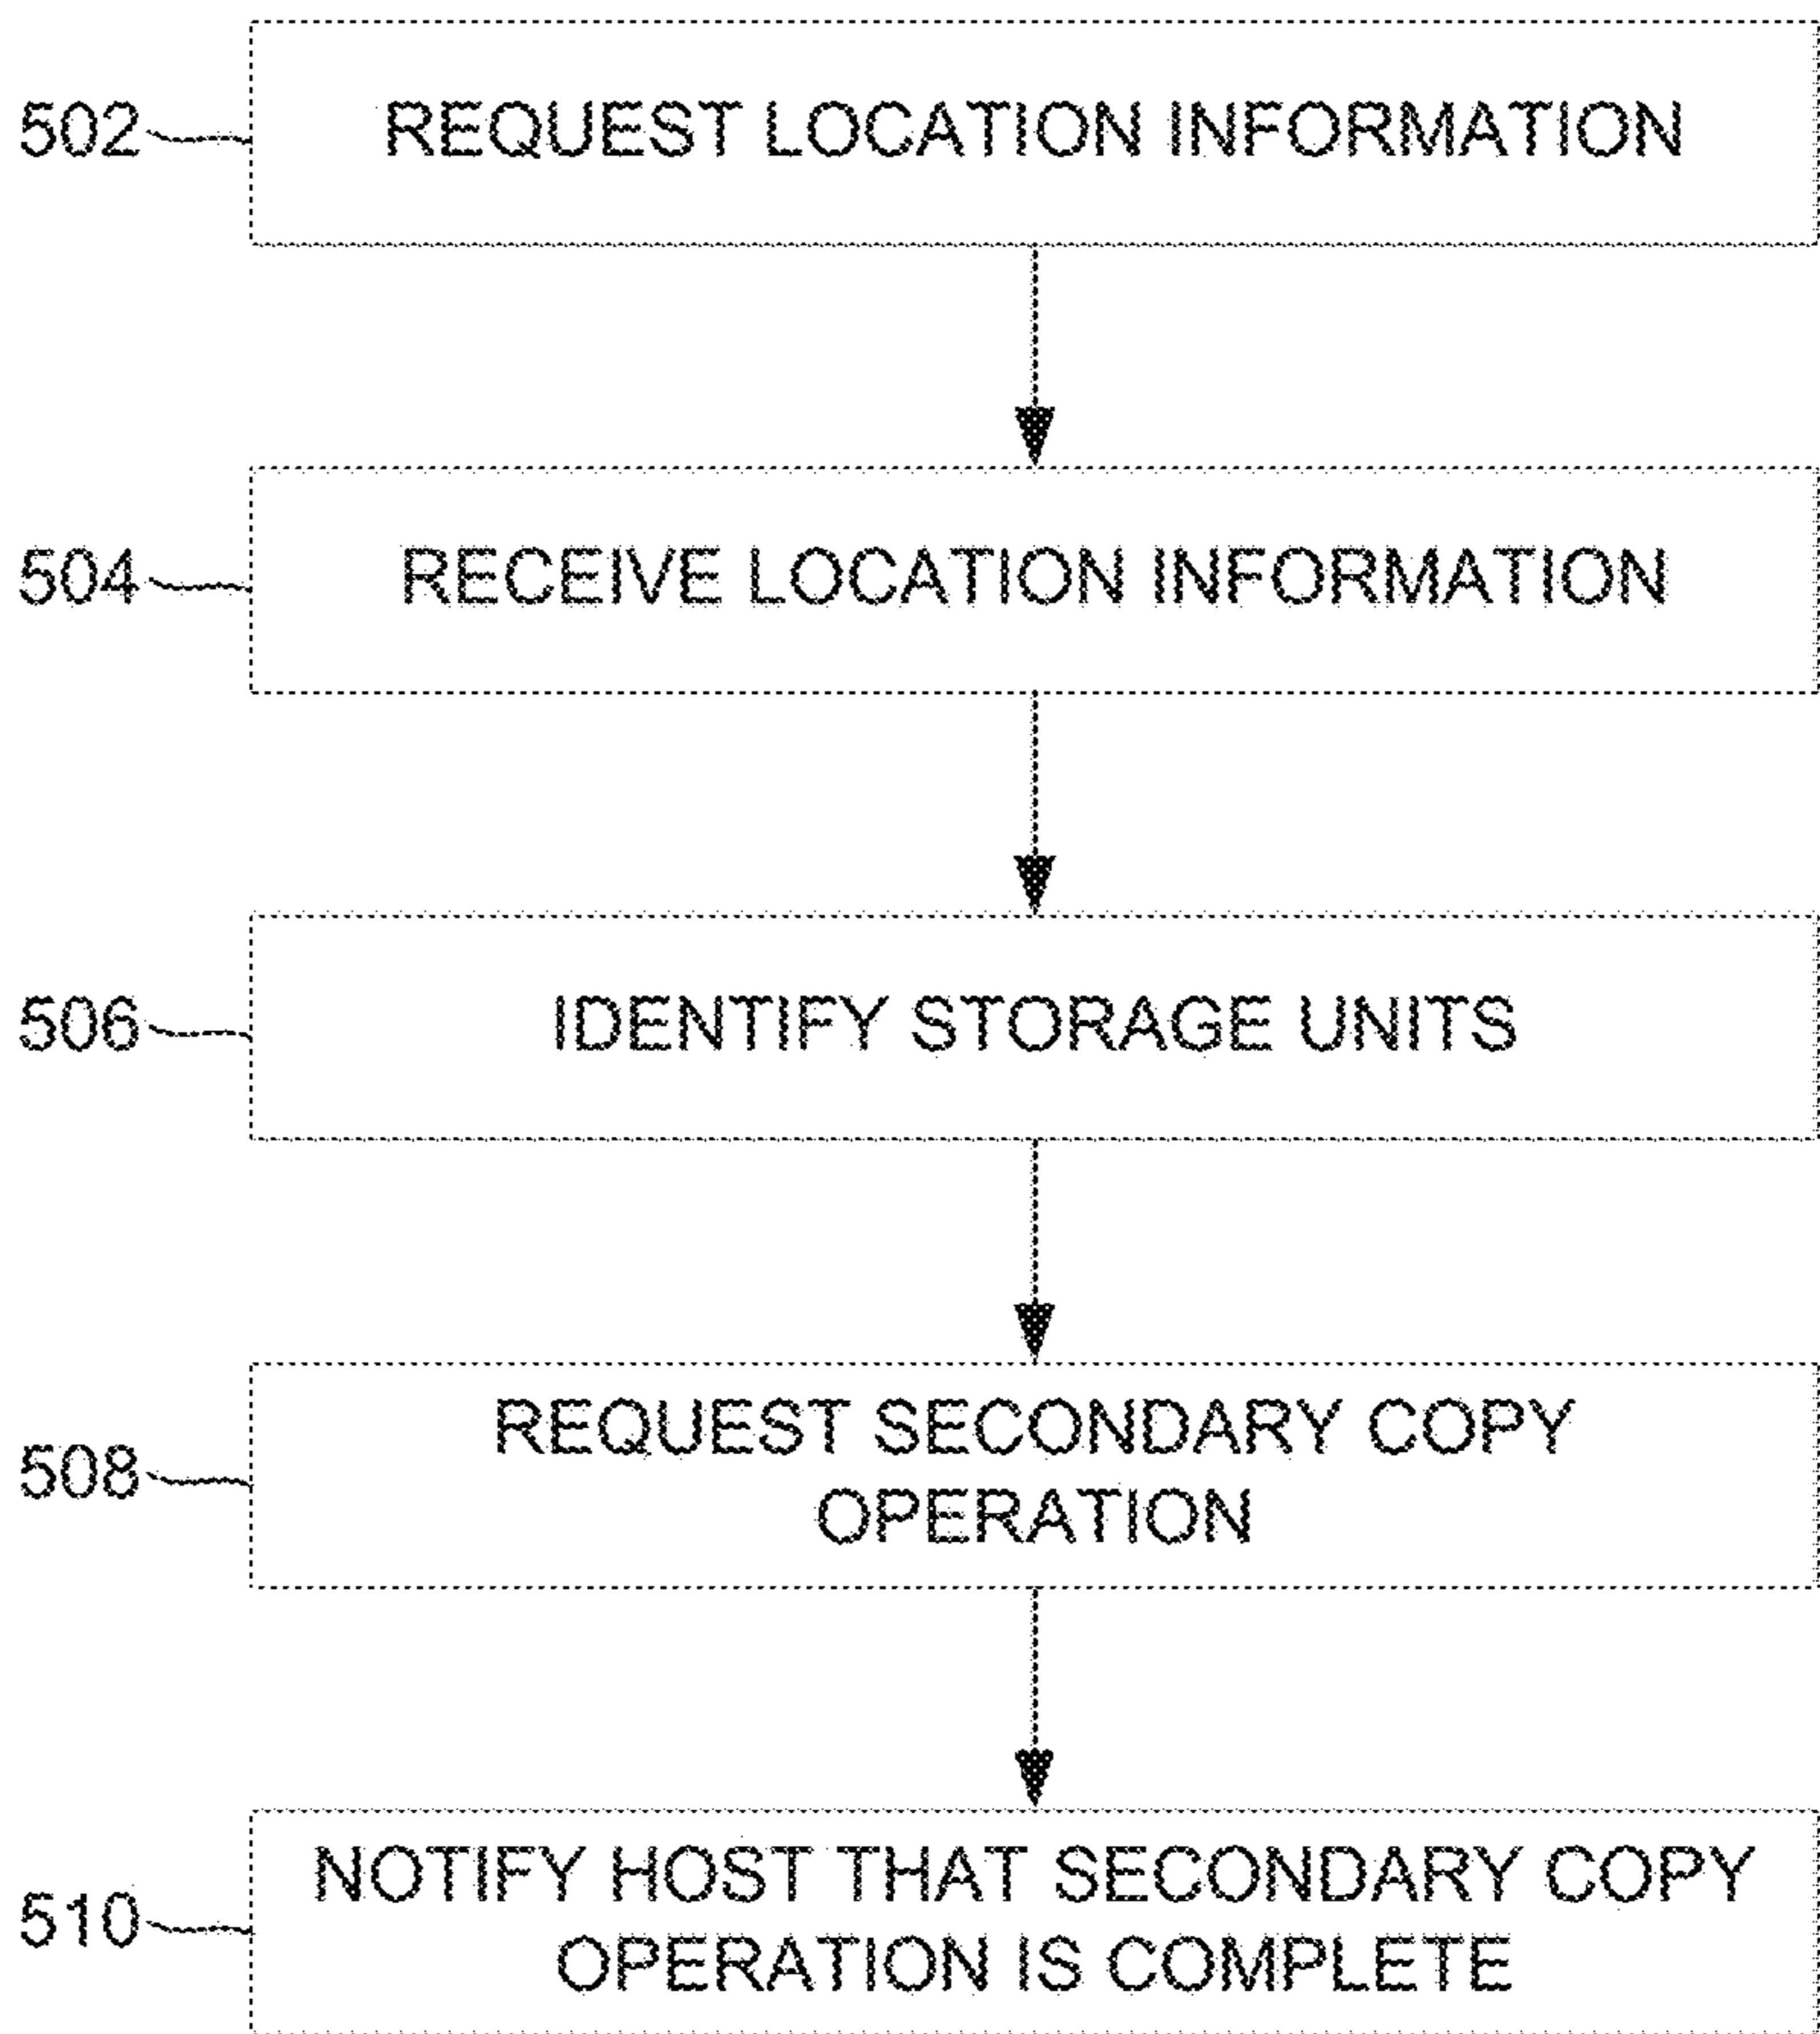 502
REQUEST LOCATION INFORMATION
504
RECEIVE LOCATION INFORMATION
506
IDENTIFY STORAGE UNITS
508
REQUEST SECONDARY COPY
OPERATION
510
NOTIFY HOST THAT SECONDARY COPY
OPERATION IS COMPLETE